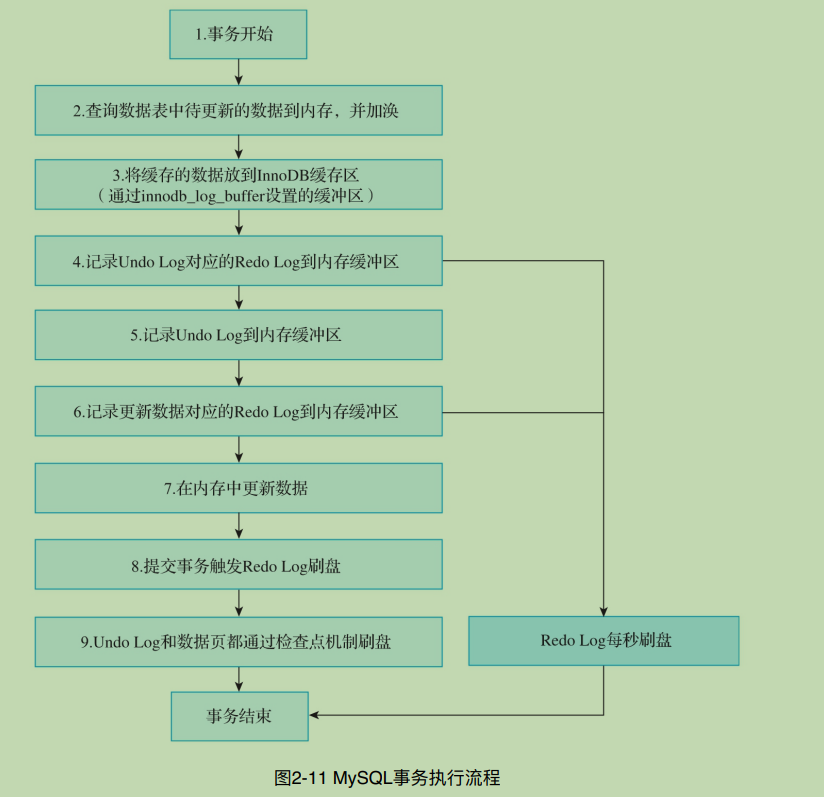 1.事务开始
2.查询数据表中待更新的数据到内存，并加涣
3.将缓存的数据放到InnoDB缓存区
（通过innodb_log_buffer设置的缓冲区）
4.记录Undo Log对应的Redo Log到内存缓冲区
5.记录Undo Log到内存缓冲区
6.记录更新数据对应的Redo Log到内存缓冲区
7.在内存中更新数据
8.提交事务触发Redo Log刷盘
9.Undo Log和数据页都通过检查点机制刷盘
Redo Log每秒刷盘
事务结束
图2-11 MySQL事务执行流程